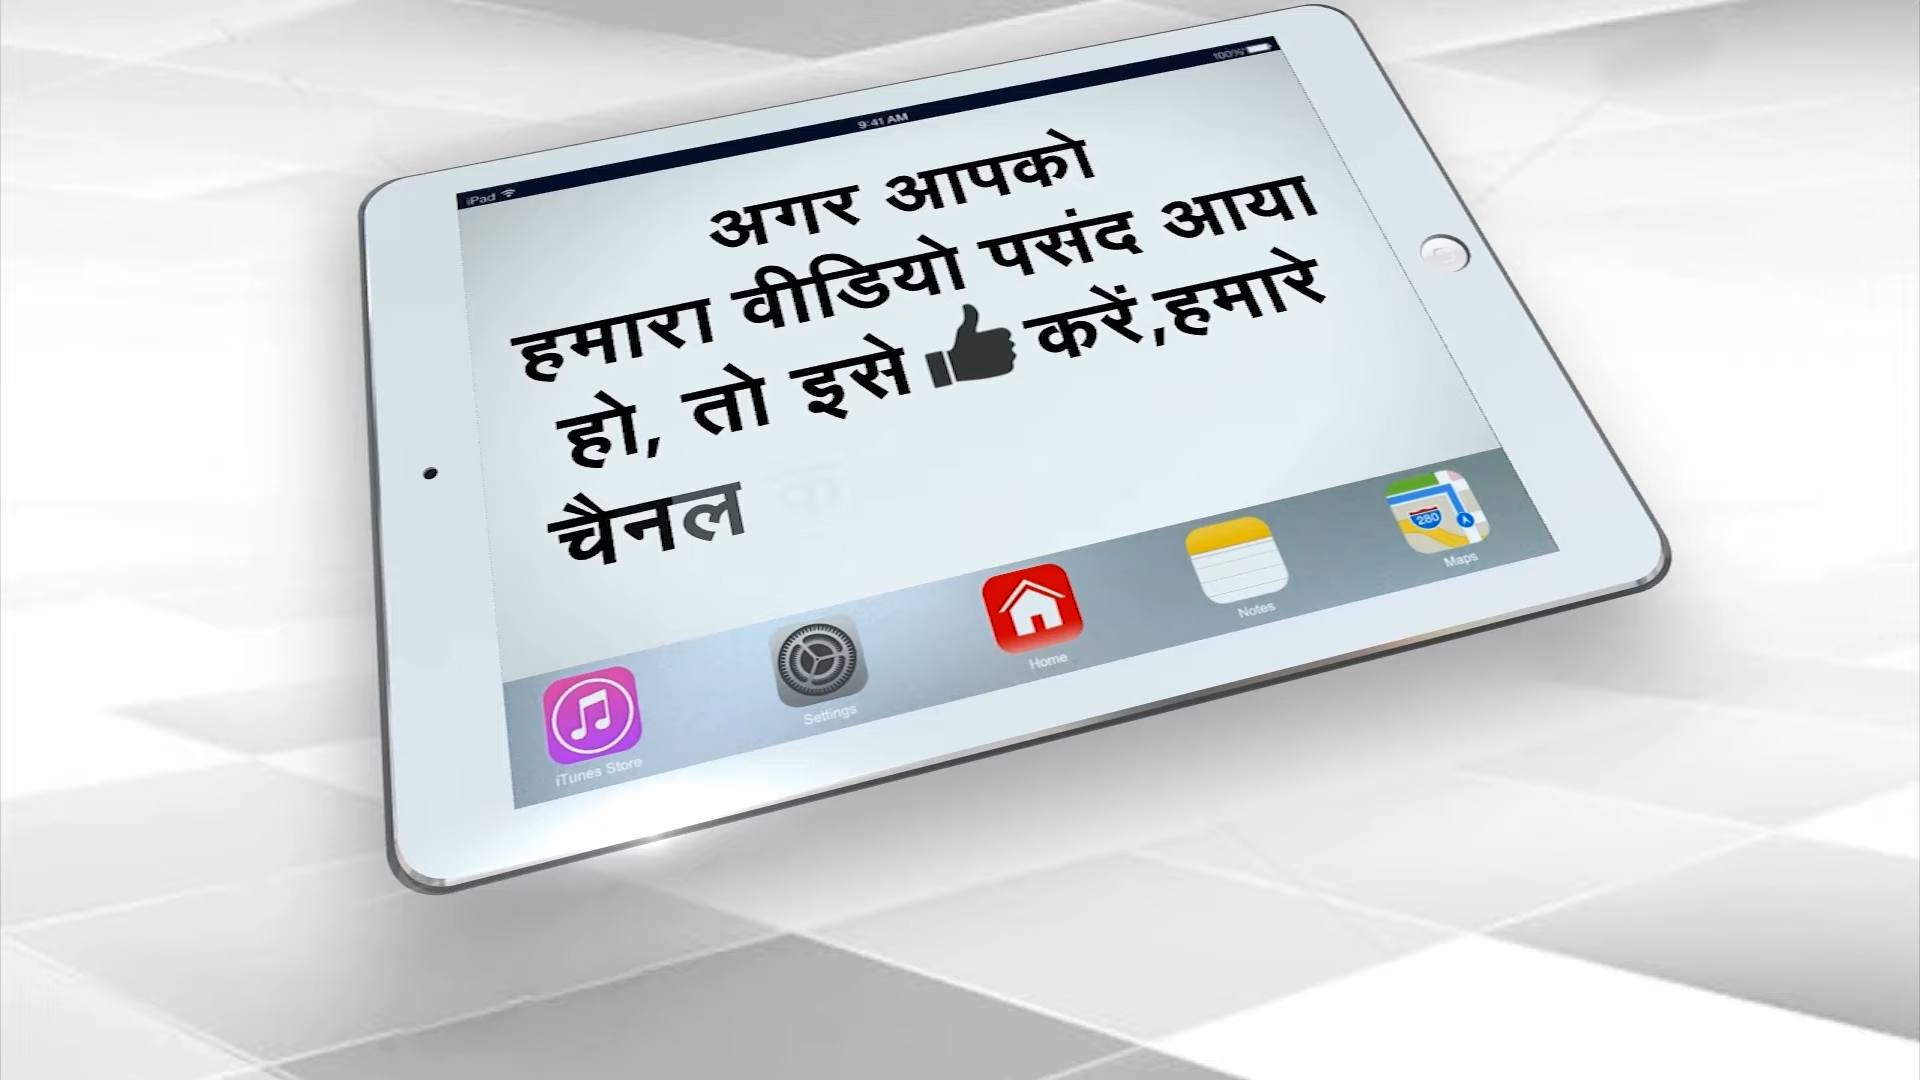 iPad
9:41 AM
100%
अगर आपको
हमारा वीडियो पसंद आया
हो, तो इसे 👍 करें,हमारे
चैनल
iTunes Store
Settings
Home
Notes
280
Maps